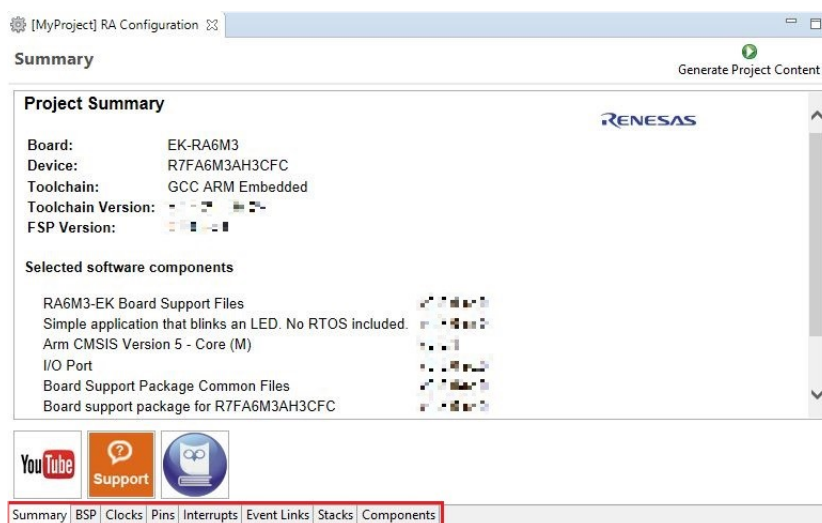 [MyProject] RA Configuration
Summary
Generate Project Content
Project Summary
RENESAS
Board: EK-RA6M3
Device: R7FA6M3AH3CFC
Toolchain: GCC ARM Embedded
Toolchain Version:
FSP Version:
Selected software components
RA6M3-EK Board Support Files
Simple application that blinks an LED. No RTOS included.
Arm CMSIS Version 5 - Core (M)
I/O Port
Board Support Package Common Files
Board support package for R7FA6M3AH3CFC
YouTube
Support
Summary BSP Clocks Pins Interrupts Event Links Stacks Components